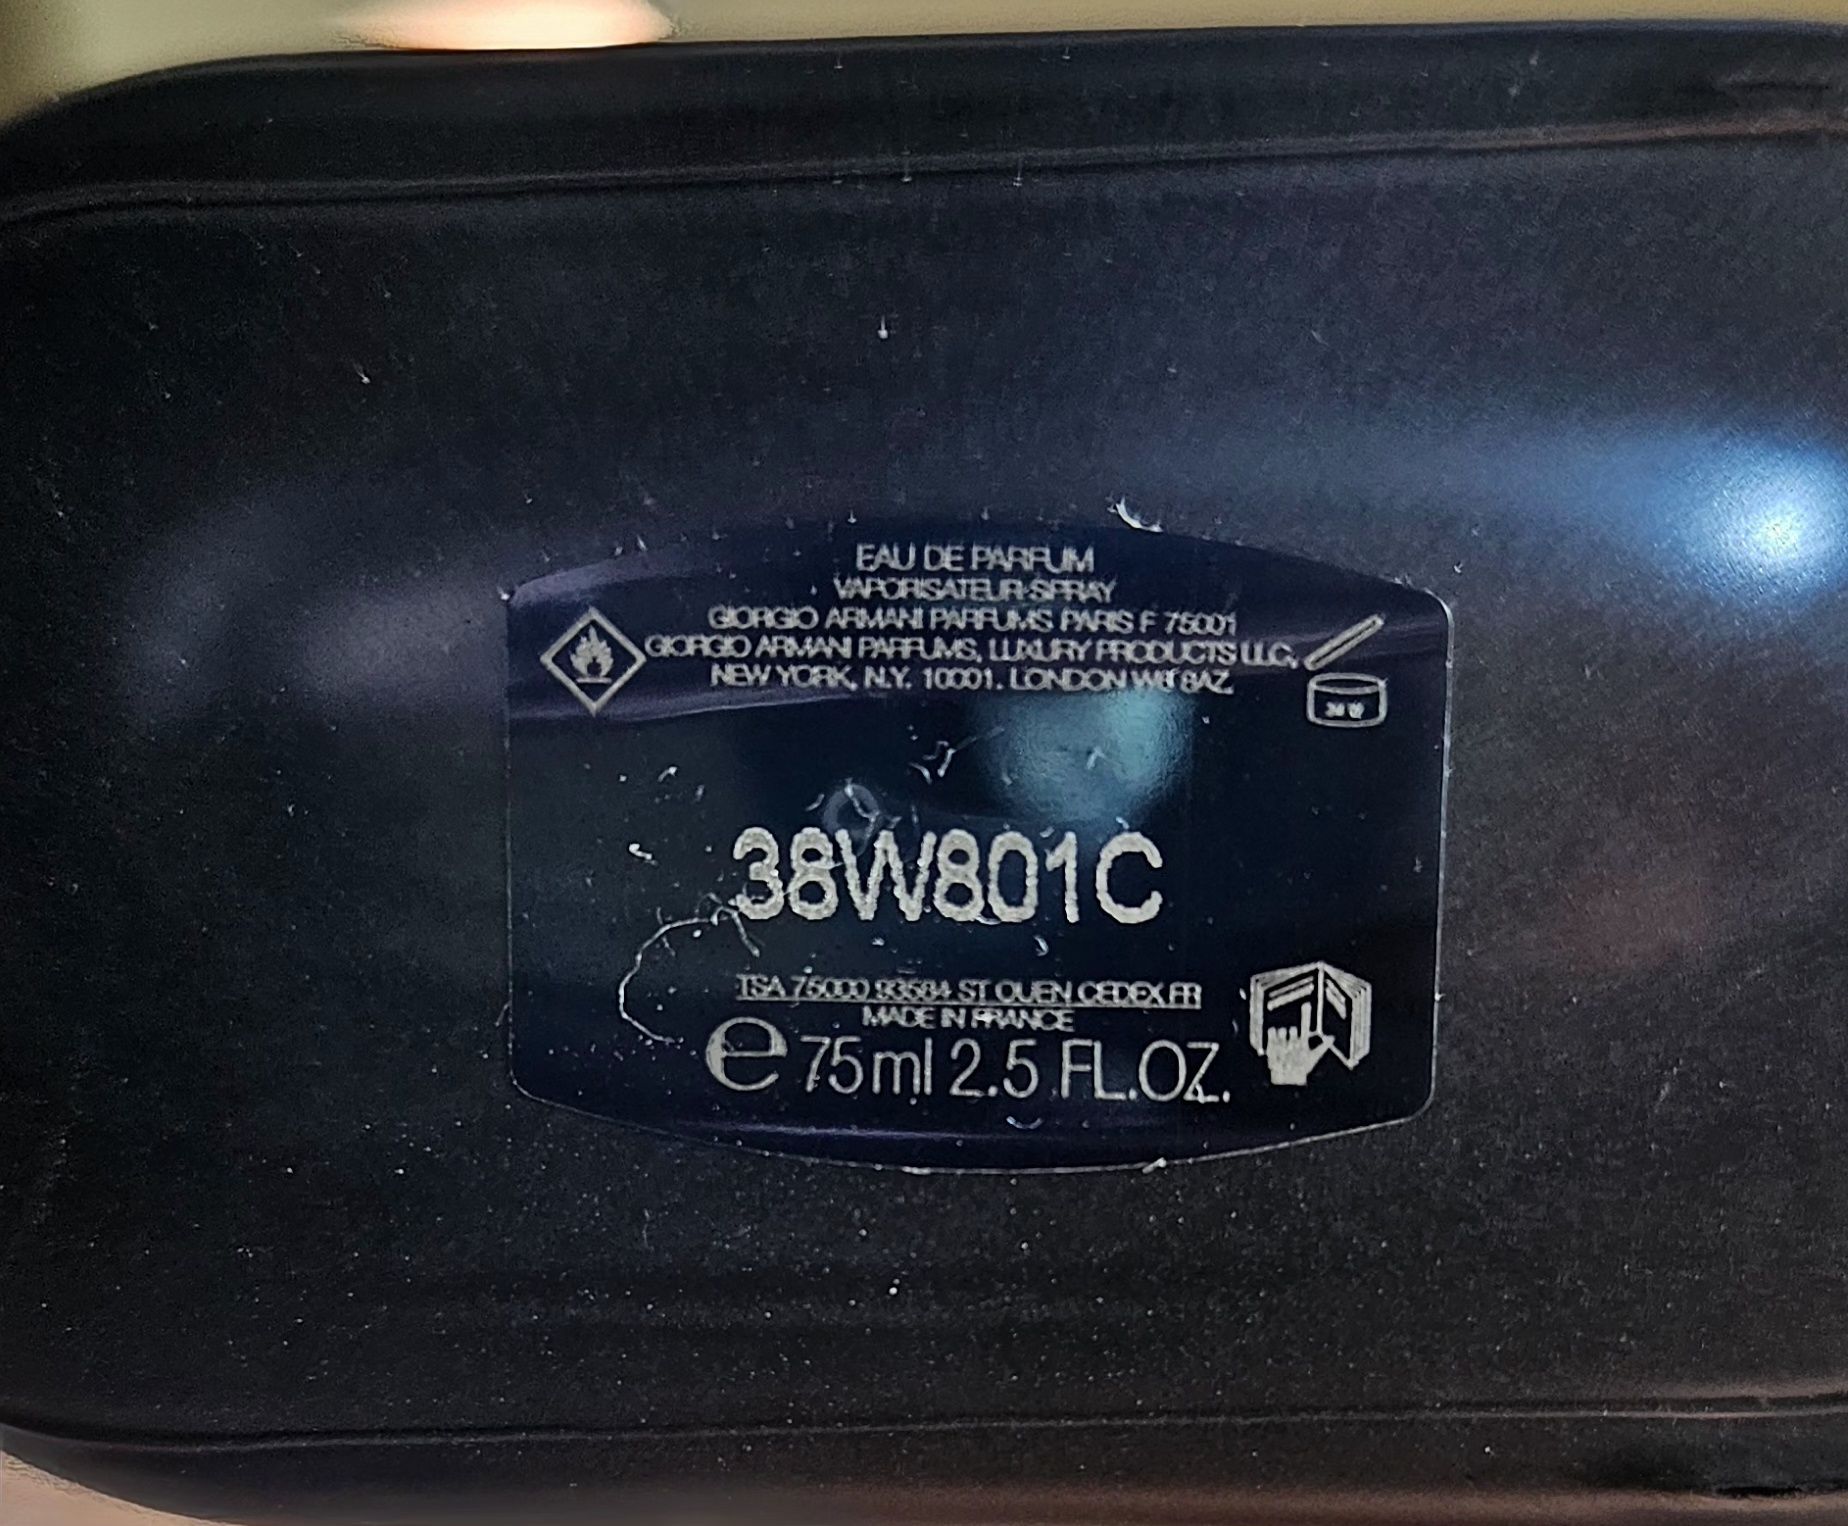 EAU DE PARFUM
VAPORISATEUR·SPRAY
GIORGIO ARMANI PARFUMS PARIS F 75001
GIORGIO ARMANI PARFUMS, LUXURY PRODUCTS LLC,
NEW YORK, N.Y. 10001. LONDON W6 8AZ.
38W801C
TSA 75000 93584 ST OUEN CEDEX FR
MADE IN FRANCE
e 75ml 2.5 FL.OZ.